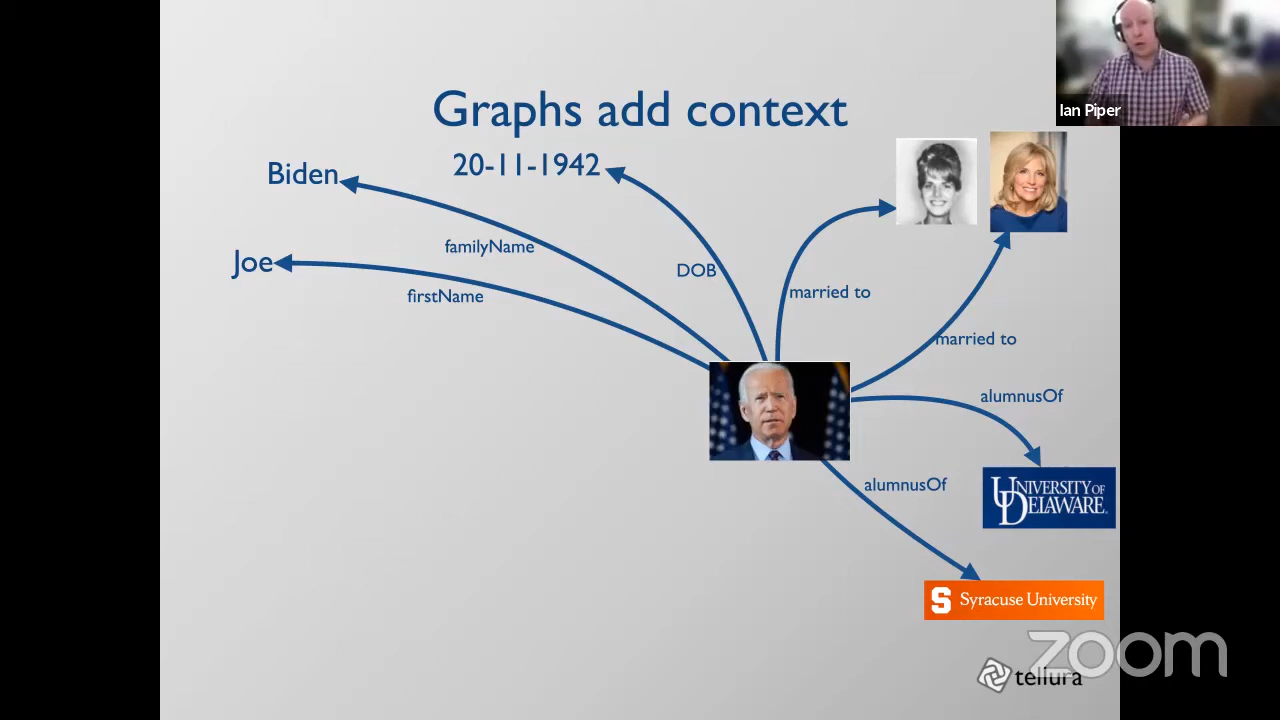 Ian Piper
Graphs add context
Biden
20-11-1942
familyName
Joe
DOB
firstName
married to
married to
alumnusOf
alumnusOf
UNIVERSITY OF
DELAWARE
S Syracuse University
zoom
tellura